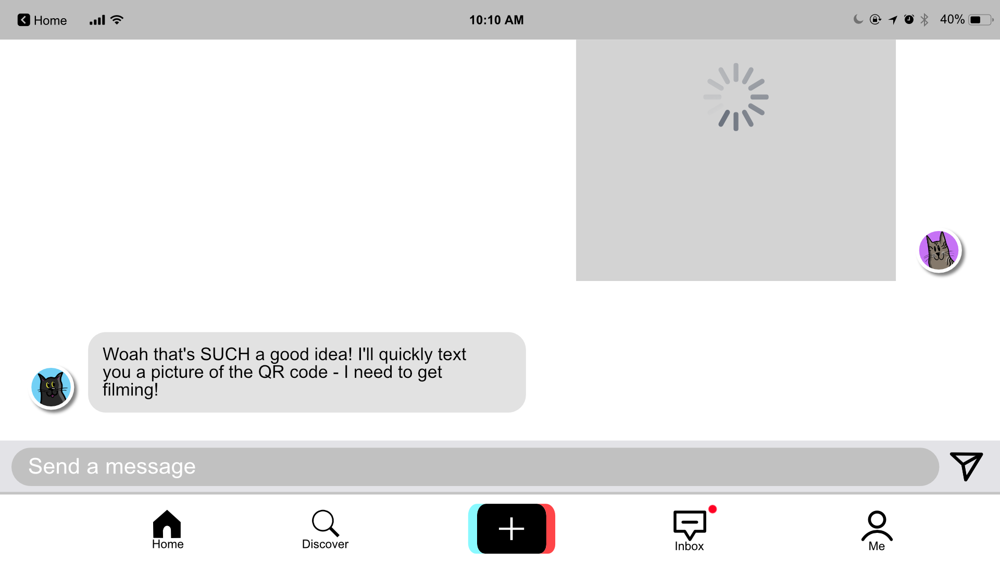 Home
10:10 AM
40%
Woah that's SUCH a good idea! I'll quickly text
you a picture of the QR code - I need to get
filming!
Send a message
Home
Discover
Inbox
Me